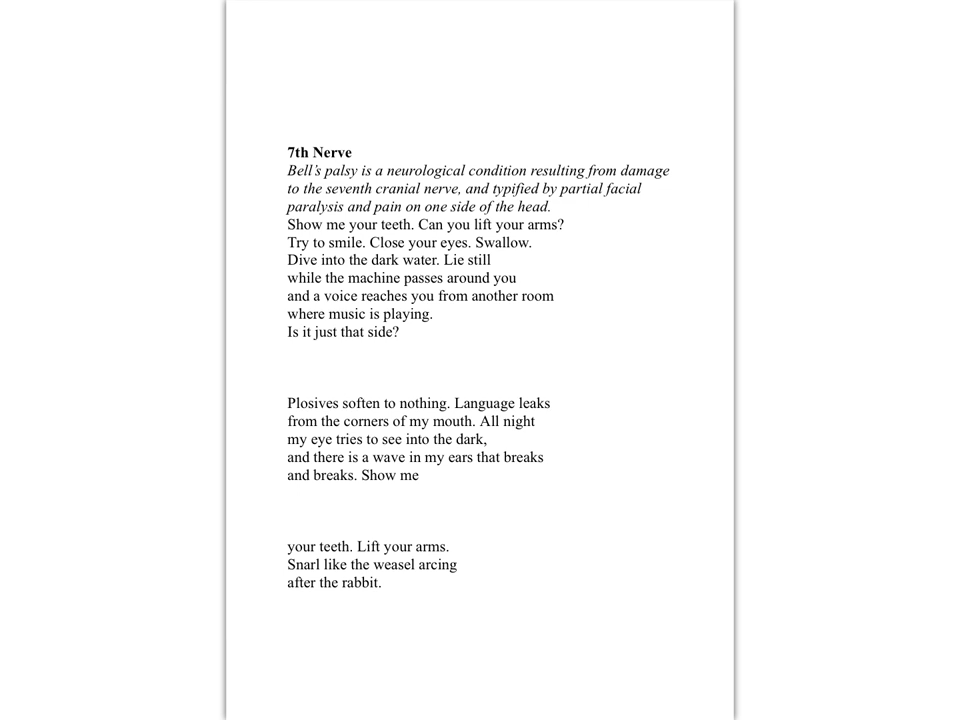 7th Nerve
Bell’s palsy is a neurological condition resulting from damage
to the seventh cranial nerve, and typified by partial facial
paralysis and pain on one side of the head.
Show me your teeth. Can you lift your arms?
Try to smile. Close your eyes. Swallow.
Dive into the dark water. Lie still
while the machine passes around you
and a voice reaches you from another room
where music is playing.
Is it just that side?
Plosives soften to nothing. Language leaks
from the corners of my mouth. All night
my eye tries to see into the dark,
and there is a wave in my ears that breaks
and breaks. Show me
your teeth. Lift your arms.
Snarl like the weasel arcing
after the rabbit.